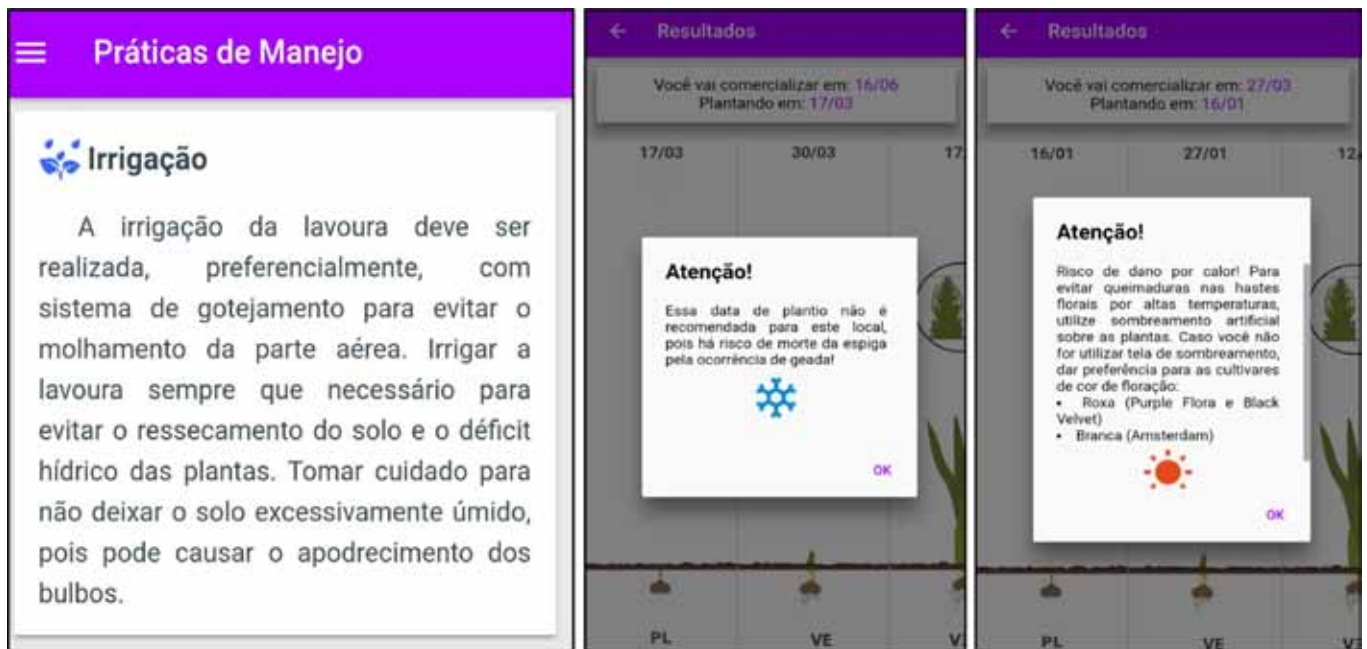 Práticas de Manejo
Irrigação
A irrigação da lavoura deve ser
realizada, preferencialmente, com
sistema de gotejamento para evitar o
molhamento da parte aérea. Irrigar a
lavoura sempre que necessário para
evitar o ressecamento do solo e o déficit
hídrico das plantas. Tomar cuidado para
não deixar o solo excessivamente úmido,
pois pode causar o apodrecimento dos
bulbos.
Resultados
Você vai comercializar em: 16/06
Plantando em: 17/03
17/03 30/03 17
Atenção!
Essa data de plantio não é
recomendada para este local,
pois há risco de morte da espiga
pela ocorrência de geada!
OK
PL VE V
Resultados
Você vai comercializar em: 27/03
Plantando em: 16/01
16/01 27/01 12
Atenção!
Risco de dano por calor! Para
evitar queimaduras nas hastes
florais por altas temperaturas,
utilize sombreamento artificial
sobre as plantas. Caso você não
for utilizar tela de sombreamento,
dar preferência para as cultivares
de cor de floração:
• Roxa (Purple Flora e Black
Velvet)
• Branca (Amsterdam)
OK
PL VE V3